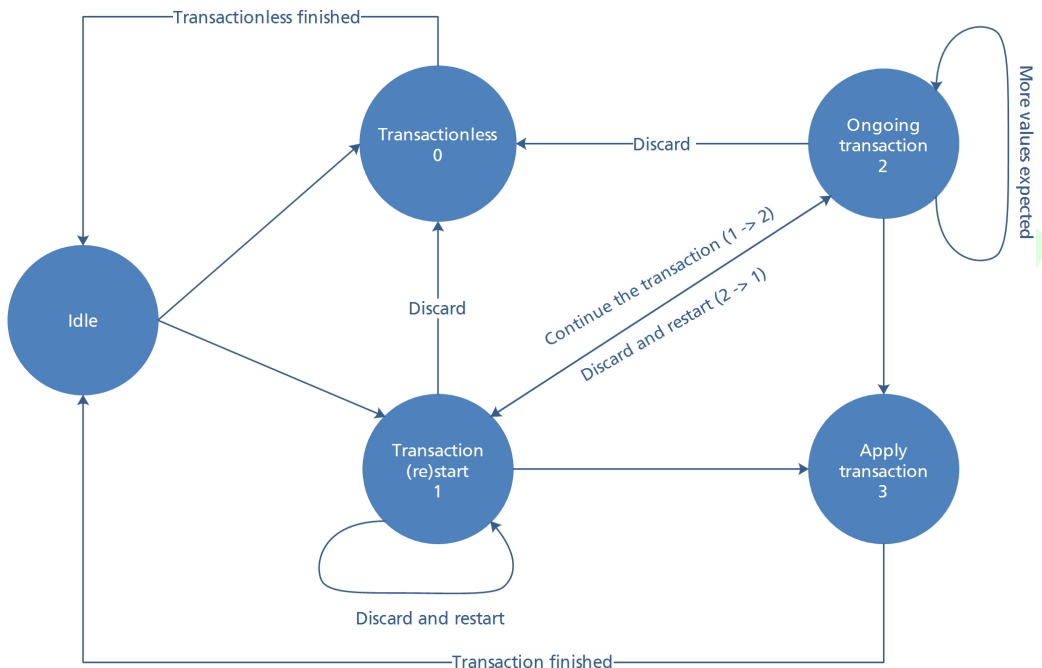 Transactionless finished
Transactionless
0
Ongoing
transaction
2
More values expected
Discard
Continue the transaction (1 -> 2)
Discard and restart (2 -> 1)
Idle
Discard
Transaction
(re)start
1
Apply
transaction
3
Discard and restart
Transaction finished